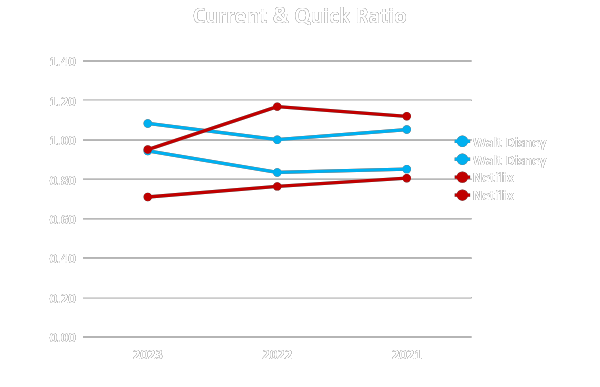 Current & Quick Ratio
1.40
1.20
1.00
0.80
0.60
0.40
0.20
0.00
2023 2022 2021
Walt Disney
Walt Disney
Netflix
Netflix